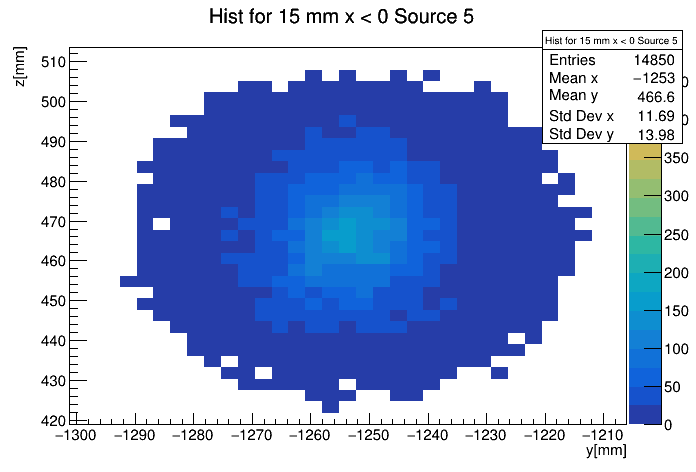 Hist for 15 mm x < 0 Source 5
z[mm]
Hist for 15 mm x < 0 Source 5
Entries 14850
Mean x −1253
Mean y 466.6
Std Dev x 11.69
Std Dev y 13.98
510
500
490
480
470
460
450
440
430
420
−1300 −1290 −1280 −1270 −1260 −1250 −1240 −1230 −1220 −1210
y[mm]
350
300
250
200
150
100
50
0